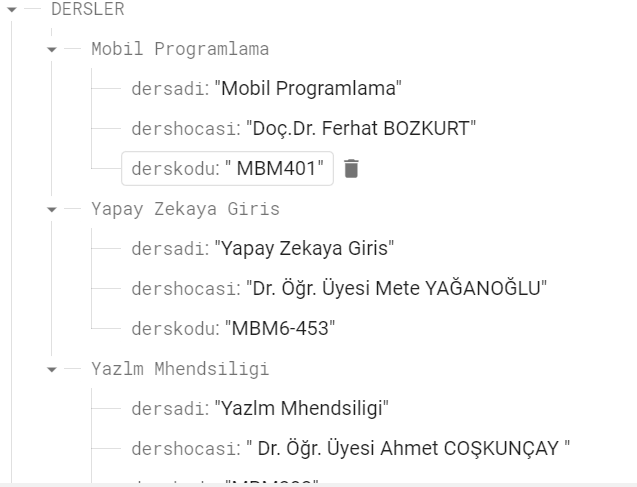 DERSLER
Mobil Programlama
dersadi: "Mobil Programlama"
dershocasi: "Doç.Dr. Ferhat BOZKURT"
derskodu: " MBM401"
Yapay Zekaya Giris
dersadi: "Yapay Zekaya Giris"
dershocasi: "Dr. Öğr. Üyesi Mete YAĞANOĞLU"
derskodu: "MBM6-453"
Yazlm Mhendsiligi
dersadi: "Yazlm Mhendsiligi"
dershocasi: " Dr. Öğr. Üyesi Ahmet COŞKUNÇAY "